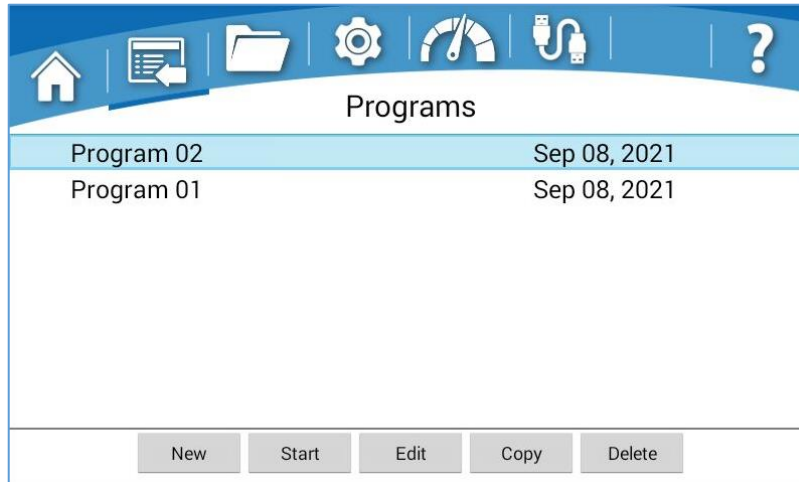 ?
Programs
Program 02 Sep 08, 2021
Program 01 Sep 08, 2021
New Start Edit Copy Delete